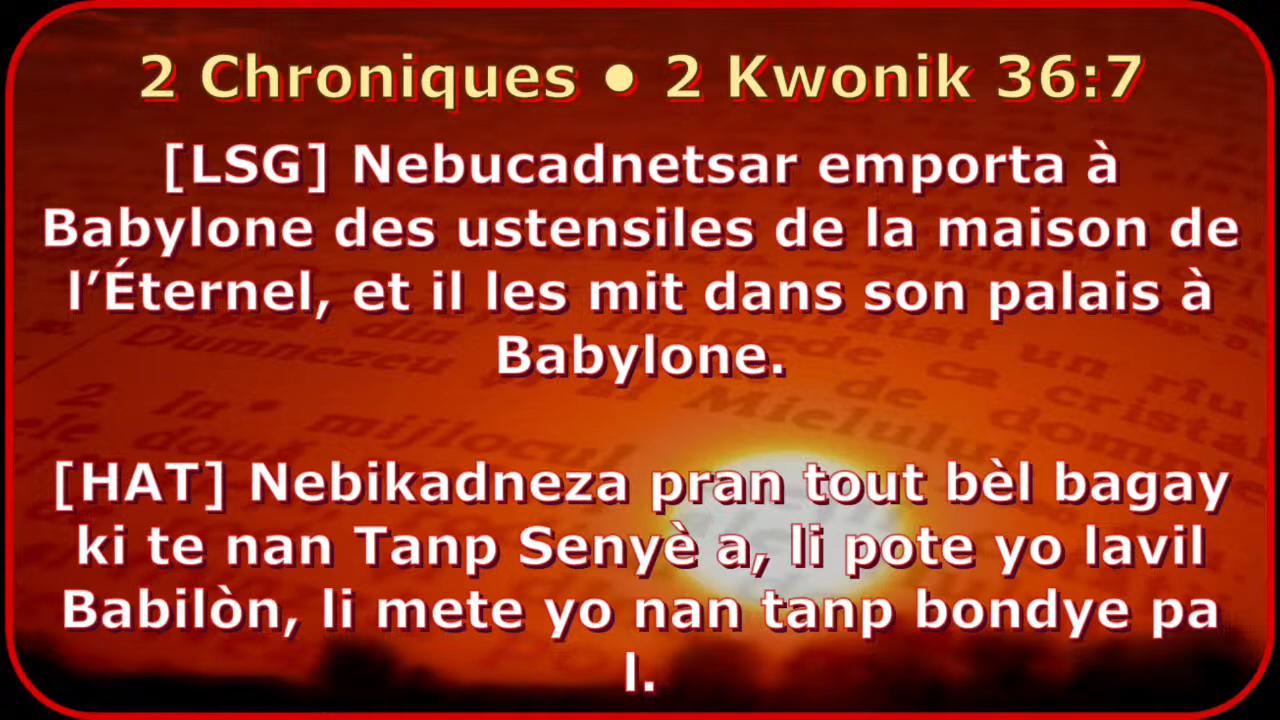 2 Chroniques • 2 Kwonik 36:7
[LSG] Nebucadnetsar emporta à
Babylone des ustensiles de la maison de
l’Éternel, et il les mit dans son palais à
Babylone.
[HAT] Nebikadneza pran tout bèl bagay
ki te nan Tanp Senyè a, li pote yo lavil
Babilòn, li mete yo nan tanp bondye pa
l.